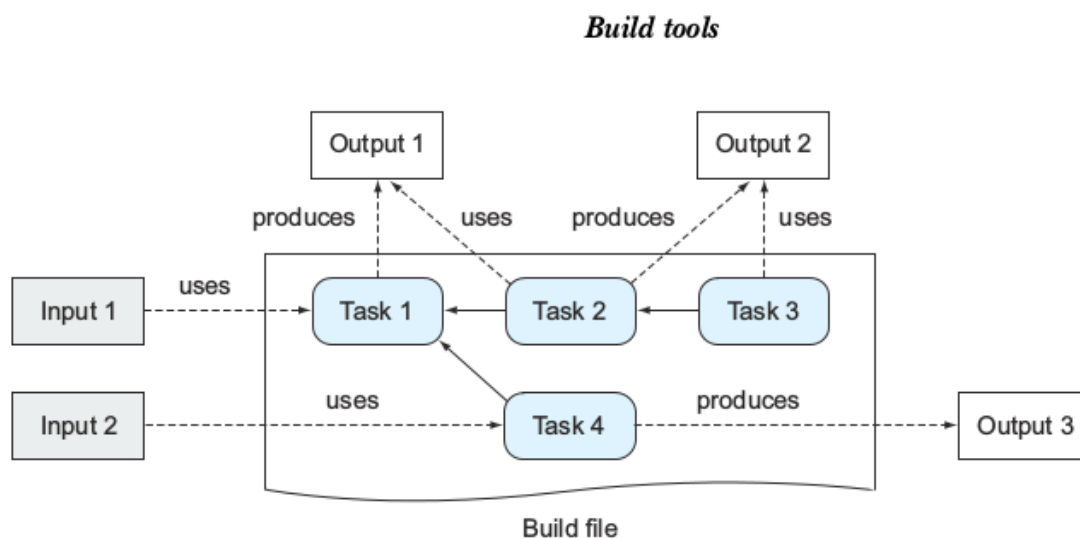 Build tools
Output 1
Output 2
produces
uses
produces
uses
uses
Input 1
Task 1
Task 2
Task 3
uses
produces
Input 2
Task 4
Output 3
Build file